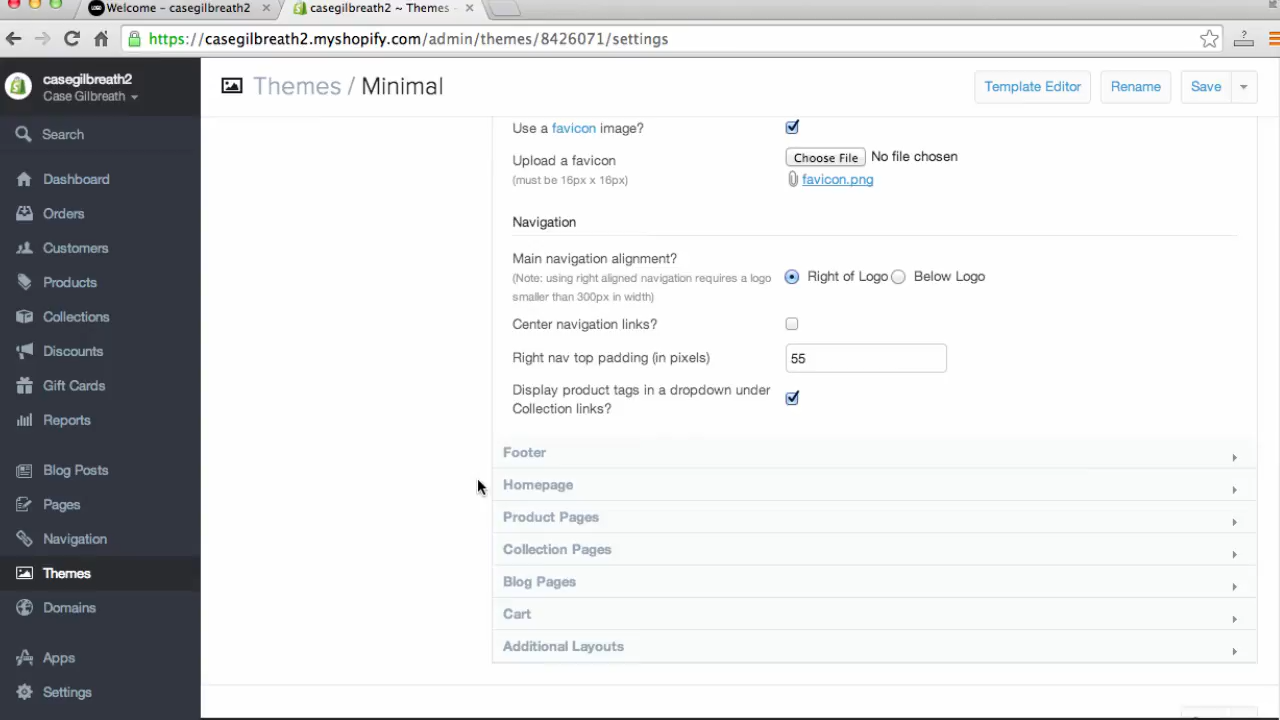 Welcome ~ casegilbreath2
casegilbreath2 ~ Themes ~
https://casegilbreath2.myshopify.com/admin/themes/8426071/settings
casegilbreath2
Case Gilbreath
Themes / Minimal
Template Editor
Rename
Save
Search
Dashboard
Orders
Customers
Products
Collections
Discounts
Gift Cards
Reports
Blog Posts
Pages
Navigation
Themes
Domains
Apps
Settings
Use a favicon image?
Upload a favicon
(must be 16px x 16px)
Choose File No file chosen
favicon.png
Navigation
Main navigation alignment?
(Note: using right aligned navigation requires a logo
smaller than 300px in width)
Right of Logo Below Logo
Center navigation links?
Right nav top padding (in pixels)
55
Display product tags in a dropdown under
Collection links?
Footer
Homepage
Product Pages
Collection Pages
Blog Pages
Cart
Additional Layouts